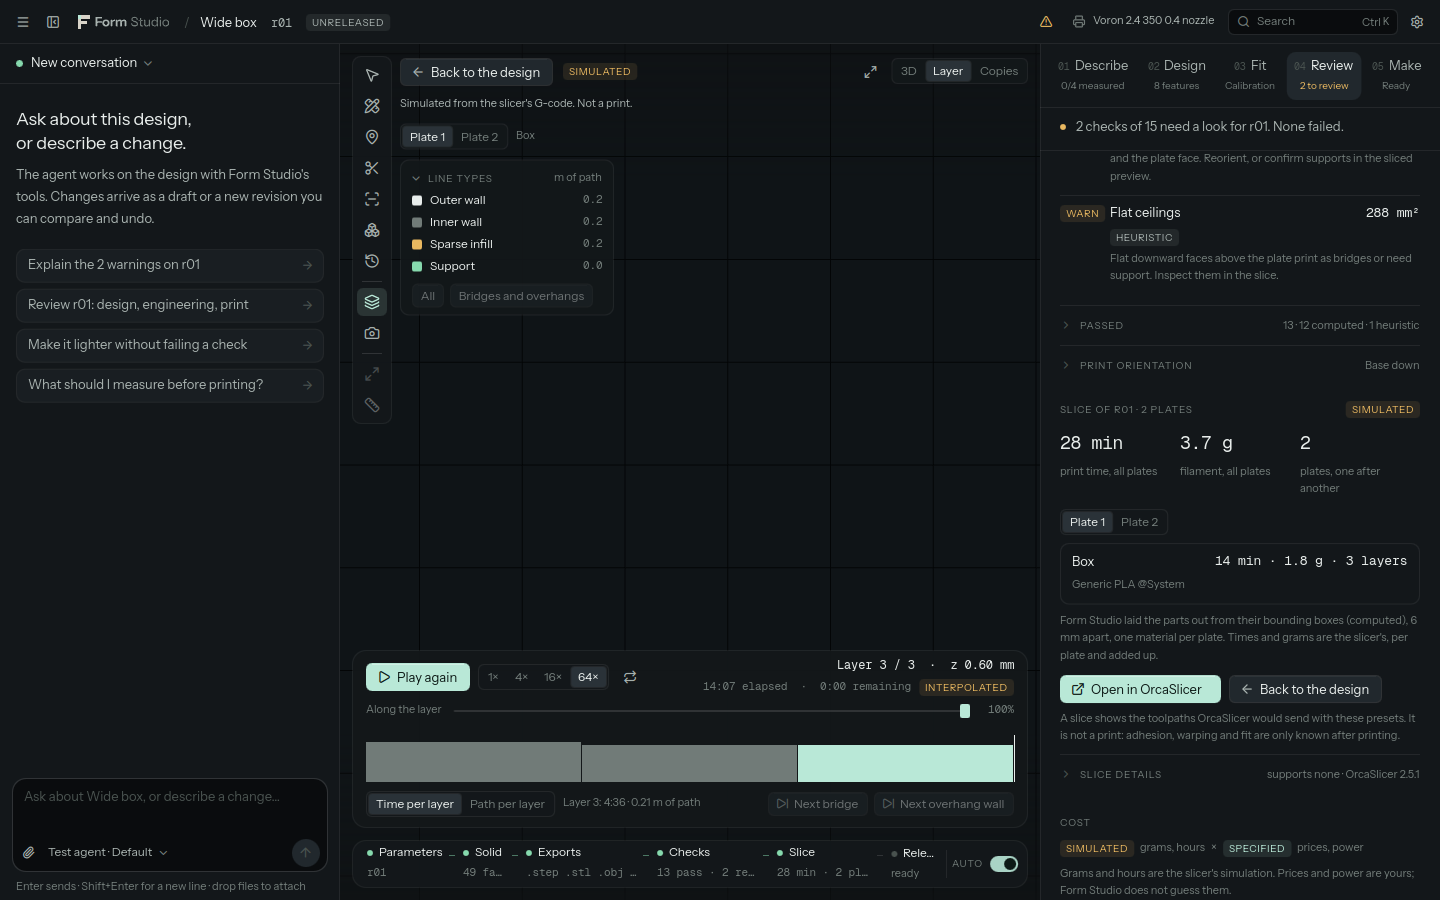 Form Studio / Wide box r01 UNRELEASED
Voron 2.4 350 0.4 nozzle
Search Ctrl K
New conversation
Ask about this design,
or describe a change.
The agent works on the design with Form Studio's
tools. Changes arrive as a draft or a new revision you
can compare and undo.
Explain the 2 warnings on r01
Review r01: design, engineering, print
Make it lighter without failing a check
What should I measure before printing?
Ask about Wide box, or describe a change...
Test agent · Default
Enter sends · Shift+Enter for a new line · drop files to attach
Back to the design SIMULATED
3D Layer Copies
Simulated from the slicer's G-code. Not a print.
Plate 1 Plate 2 Box
LINE TYPES m of path
Outer wall 0.2
Inner wall 0.2
Sparse infill 0.2
Support 0.0
All Bridges and overhangs
Play again 1× 4× 16× 64×
Layer 3 / 3 · z 0.60 mm
14:07 elapsed · 0:00 remaining INTERPOLATED
Along the layer 100%
Time per layer Path per layer Layer 3: 4:36 · 0.21 m of path
Next bridge Next overhang wall
Parameters Solid Exports Checks Slice Rele...
r01 49 fa... .step .stl .obj ... 13 pass · 2 re... 28 min · 2 pl... ready
AUTO
01 Describe 02 Design 03 Fit 04 Review 05 Make
0/4 measured 8 features Calibration 2 to review Ready
2 checks of 15 need a look for r01. None failed.
and the plate face. Reorient, or confirm supports in the sliced
preview.
WARN Flat ceilings 288 mm²
HEURISTIC
Flat downward faces above the plate print as bridges or need
support. Inspect them in the slice.
PASSED 13 · 12 computed · 1 heuristic
PRINT ORIENTATION Base down
SLICE OF R01 · 2 PLATES SIMULATED
28 min 3.7 g 2
print time, all plates filament, all plates plates, one after
another
Plate 1 Plate 2
Box 14 min · 1.8 g · 3 layers
Generic PLA @System
Form Studio laid the parts out from their bounding boxes (computed), 6
mm apart, one material per plate. Times and grams are the slicer's, per
plate and added up.
Open in OrcaSlicer Back to the design
A slice shows the toolpaths OrcaSlicer would send with these presets. It
is not a print: adhesion, warping and fit are only known after printing.
SLICE DETAILS supports none · OrcaSlicer 2.5.1
COST
SIMULATED grams, hours × SPECIFIED prices, power
Grams and hours are the slicer's simulation. Prices and power are yours;
Form Studio does not guess them.